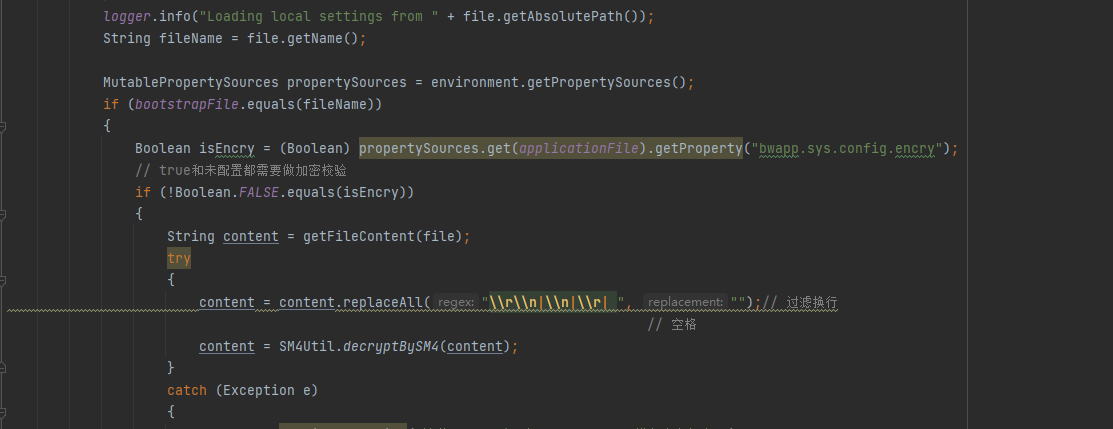 logger.info("Loading local settings from " + file.getAbsolutePath());
String fileName = file.getName();
MutablePropertySources propertySources = environment.getPropertySources();
if (bootstrapFile.equals(fileName))
{
Boolean isEncry = (Boolean) propertySources.get(applicationFile).getProperty("bwapp.sys.config.encry");
// true和未配置都需要做加密校验
if (!Boolean.FALSE.equals(isEncry))
{
String content = getFileContent(file);
try
{
content = content.replaceAll( regex: "\\r\\n|\\n|\\r| ", replacement: "");// 过滤换行
// 空格
content = SM4Util.decryptBySM4(content);
}
catch (Exception e)
{